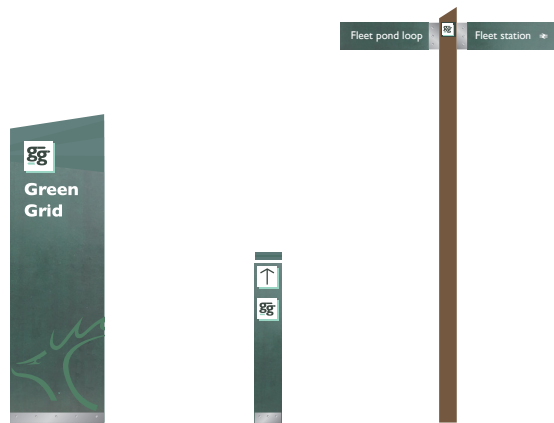 gg
Green
Grid
gg
Fleet pond loop
gg
Fleet station